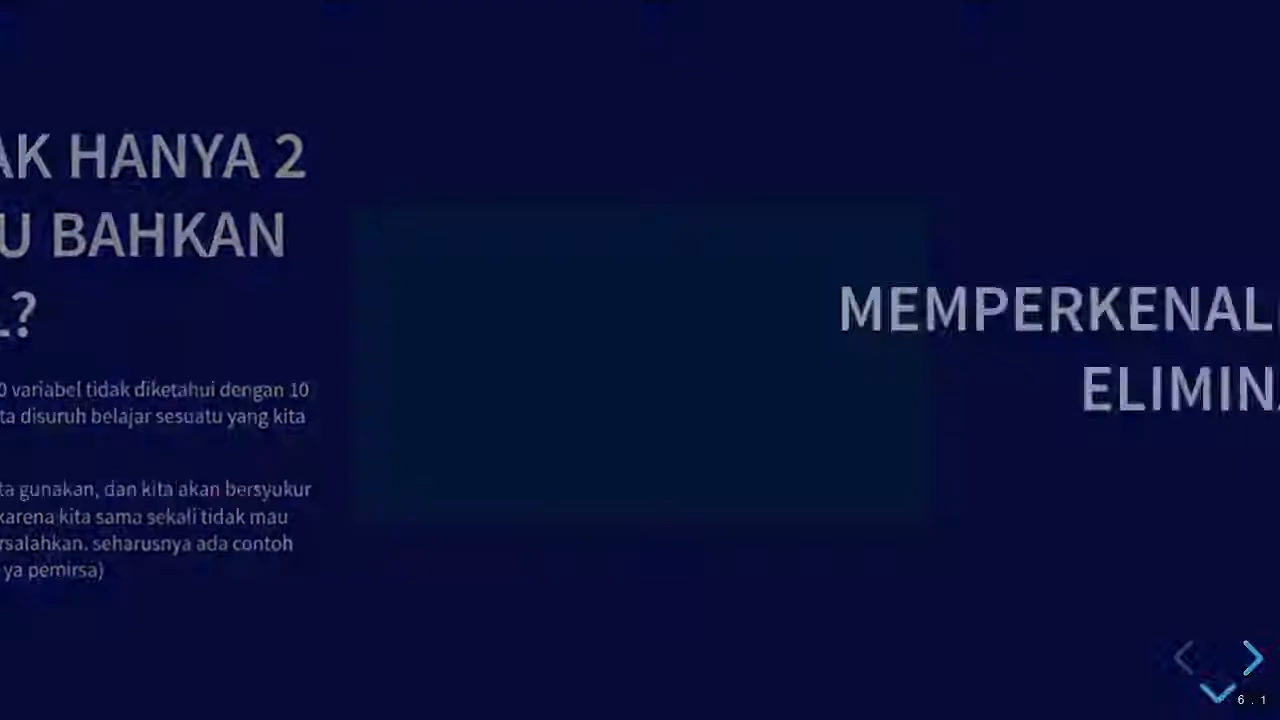 AK HANYA 2
U BAHKAN
L?
0 variabel tidak diketahui dengan 10
ta disuruh belajar sesuatu yang kita
ta gunakan, dan kita akan bersyukur
karena kita sama sekali tidak mau
rsalahkan. seharusnya ada contoh
ya pemirsa)
MEMPERKENAL
ELIMINA
6.1